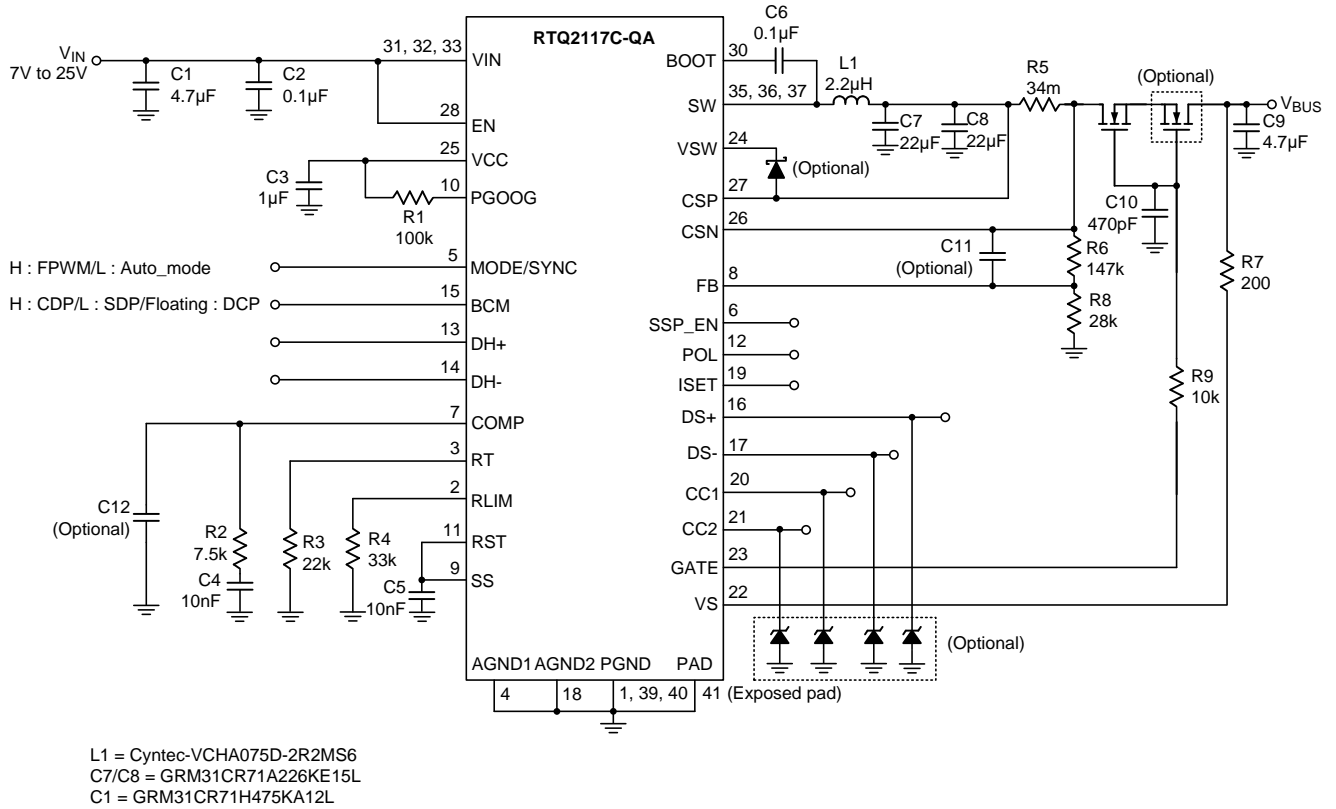 RTQ2117C-QA
VIN
7V to 25V
C1
4.7µF
C2
0.1µF
31, 32, 33
VIN
28
EN
25
VCC
C3
1µF
10
PGOOG
R1
100k
H : FPWM/L : Auto_mode
5
MODE/SYNC
H : CDP/L : SDP/Floating : DCP
15
BCM
13
DH+
14
DH-
7
COMP
3
RT
2
RLIM
11
RST
9
SS
C12
(Optional)
R2
7.5k
C4
10nF
R3
22k
R4
33k
C5
10nF
BOOT
30
C6
0.1µF
SW
35, 36, 37
L1
2.2µH
C7
22µF
C8
22µF
R5
34m
(Optional)
VBUS
C9
4.7µF
VSW
24
(Optional)
CSP
27
CSN
26
C10
470pF
C11
(Optional)
R6
147k
R7
200
FB
8
R8
28k
SSP_EN
6
POL
12
ISET
19
DS+
16
R9
10k
DS-
17
CC1
20
CC2
21
GATE
23
VS
22
(Optional)
AGND1 AGND2 PGND PAD
4
18
1, 39, 40
41 (Exposed pad)
L1 = Cyntec-VCHA075D-2R2MS6
C7/C8 = GRM31CR71A226KE15L
C1 = GRM31CR71H475KA12L